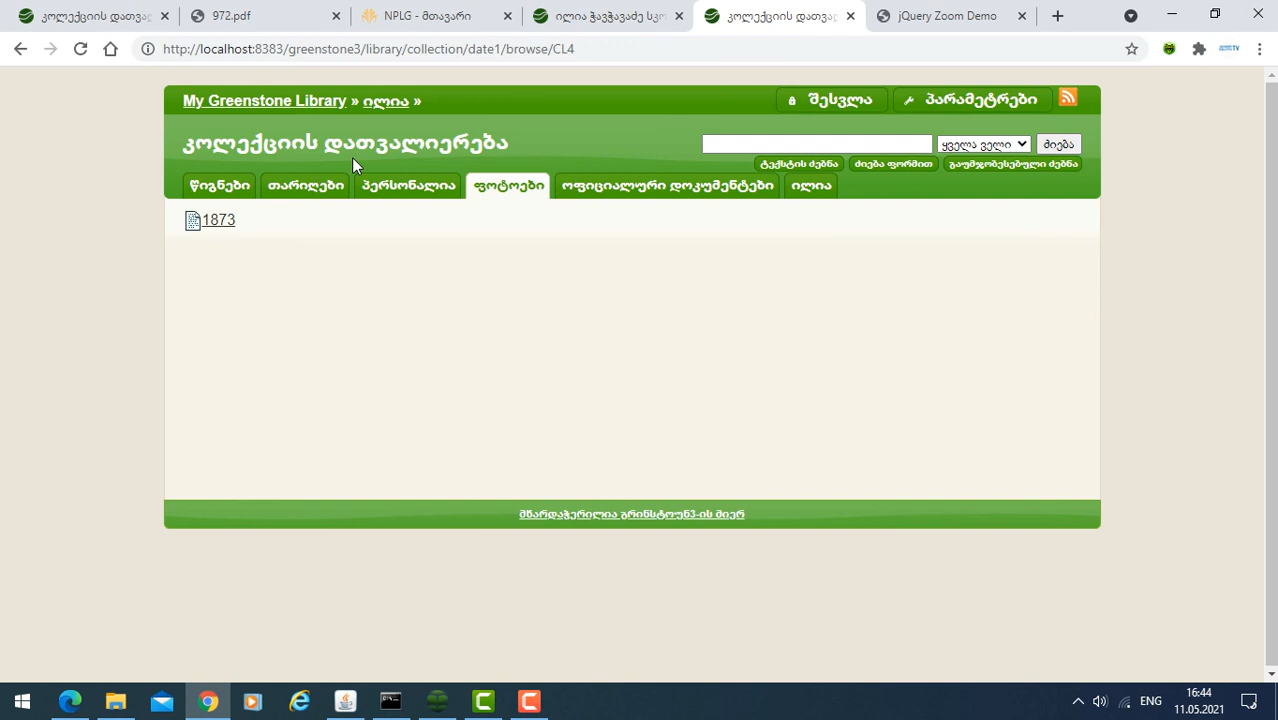 კოლექციის დათვალ
972.pdf
NPLG - მთავარი
ილია ჭავჭავაძე სკო
კოლექციის დათვალ
jQuery Zoom Demo
http://localhost:8383/greenstone3/library/collection/date1/browse/CL4
My Greenstone Library » ილია »
შესვლა
პარამეტრები
კოლექციის დათვალიერება
ყველა ველი
ძიება
ტექსტის ძებნა
ძიება ფორმით
გაუმჯობესებული ძებნა
წიგნები
თარიღები
პერსონალია
ფოტოები
ოფიციალური დოკუმენტები
ილია
1873
მხარდაჭერილია გრინსტოუნ3-ის მიერ
ENG
16:44
11.05.2021